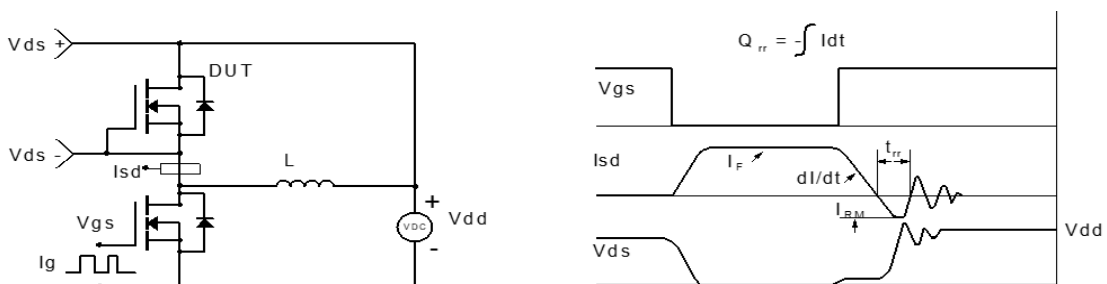 Vds +
DUT
Vds -
Isd
L
Vgs
Ig
+
VDC
-
Vdd
Q rr = -∫ Idt
Vgs
Isd
I F
dI/dt
t rr
I RM
Vds
Vdd